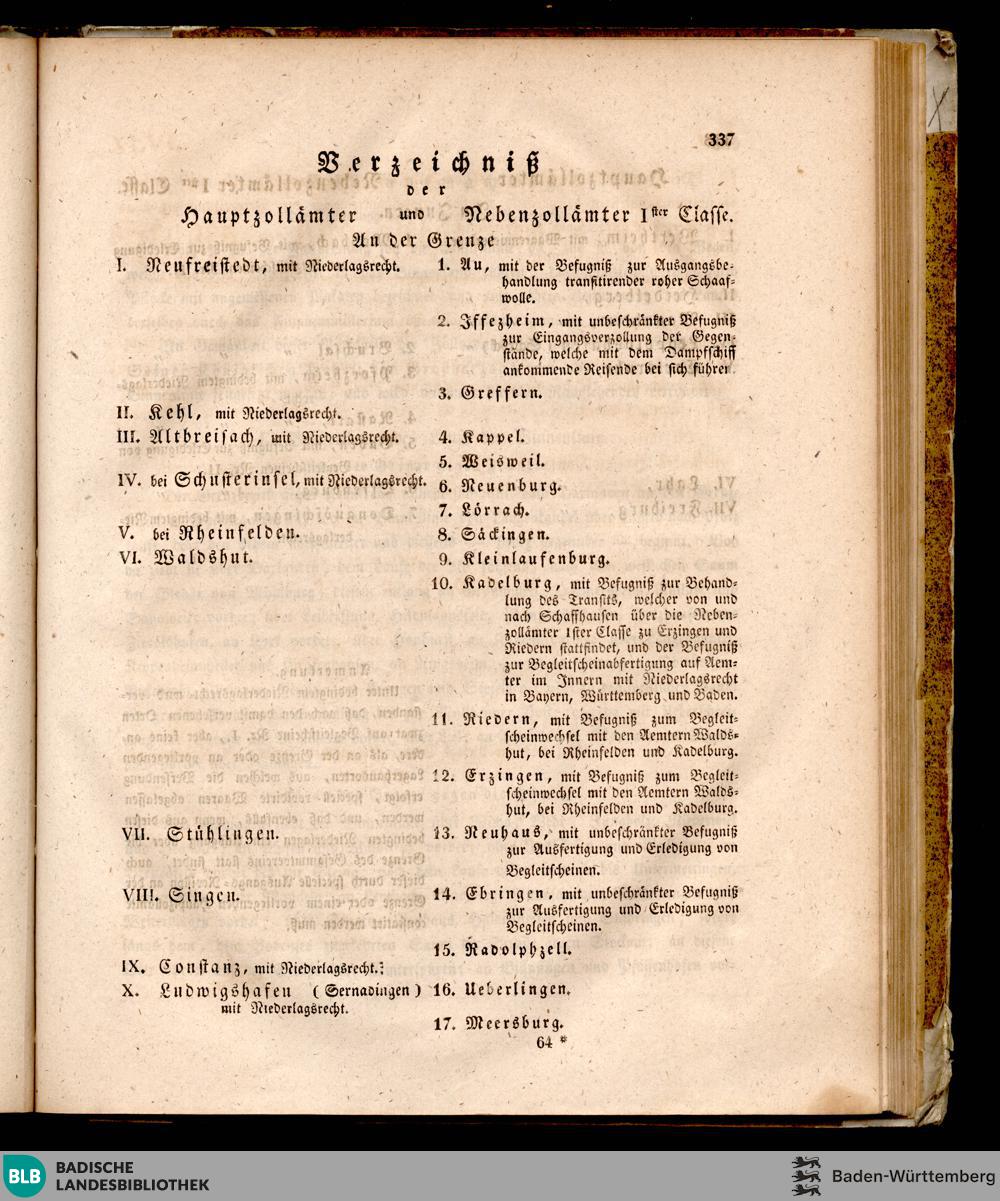 337
Verzeichniß
der
Hauptzollämter und Nebenzollämter Ister Classe.
An der Grenze
I. Neufreistedt, mit Niederlagsrecht.
II. Kehl, mit Niederlagsrecht.
III. Altbreisach, mit Niederlagsrecht.
IV. bei Schusterinsel, mit Niederlagsrecht.
V. bei Rheinfelden.
VI. Waldshut.
VII. Stühlingen.
VIII. Singen.
IX. Constanz, mit Niederlagsrecht.
X. Ludwigshafen (Sernadingen)
mit Niederlagsrecht.
1. Au, mit der Befugniß zur Ausgangsbe-
handlung transitirender roher Schaaf-
wolle.
2. Iffezheim, mit unbeschränkter Befugniß
zur Eingangsverzollung der Gegen-
stände, welche mit dem Dampfschiff
ankommende Reisende bei sich führen
3. Greffern.
4. Kappel.
5. Weisweil.
6. Neuenburg.
7. Lörrach.
8. Säckingen.
9. Kleinlaufenburg.
10. Kadelburg, mit Befugniß zur Behand-
lung des Transits, welcher von und
nach Schaffhausen über die Neben-
zollämter 1ster Classe zu Erzingen und
Riedern stattfindet, und der Befugniß
zur Begleitscheinabfertigung auf Aem-
ter im Innern mit Niederlagsrecht
in Bayern, Württemberg und Baden.
11. Riedern, mit Befugniß zum Begleit-
scheinwechsel mit den Aemtern Walds-
hut, bei Rheinfelden und Kadelburg.
12. Erzingen, mit Befugniß zum Begleit-
scheinwechsel mit den Aemtern Walds-
hut, bei Rheinfelden und Kadelburg.
13. Neuhaus, mit unbeschränkter Befugniß
zur Ausfertigung und Erledigung von
Begleitscheinen.
14. Ebringen, mit unbeschränkter Befugniß
zur Ausfertigung und Erledigung von
Begleitscheinen.
15. Radolphzell.
16. Ueberlingen.
17. Meersburg.
64 *
BLB BADISCHE
LANDESBIBLIOTHEK
Baden-Württemberg